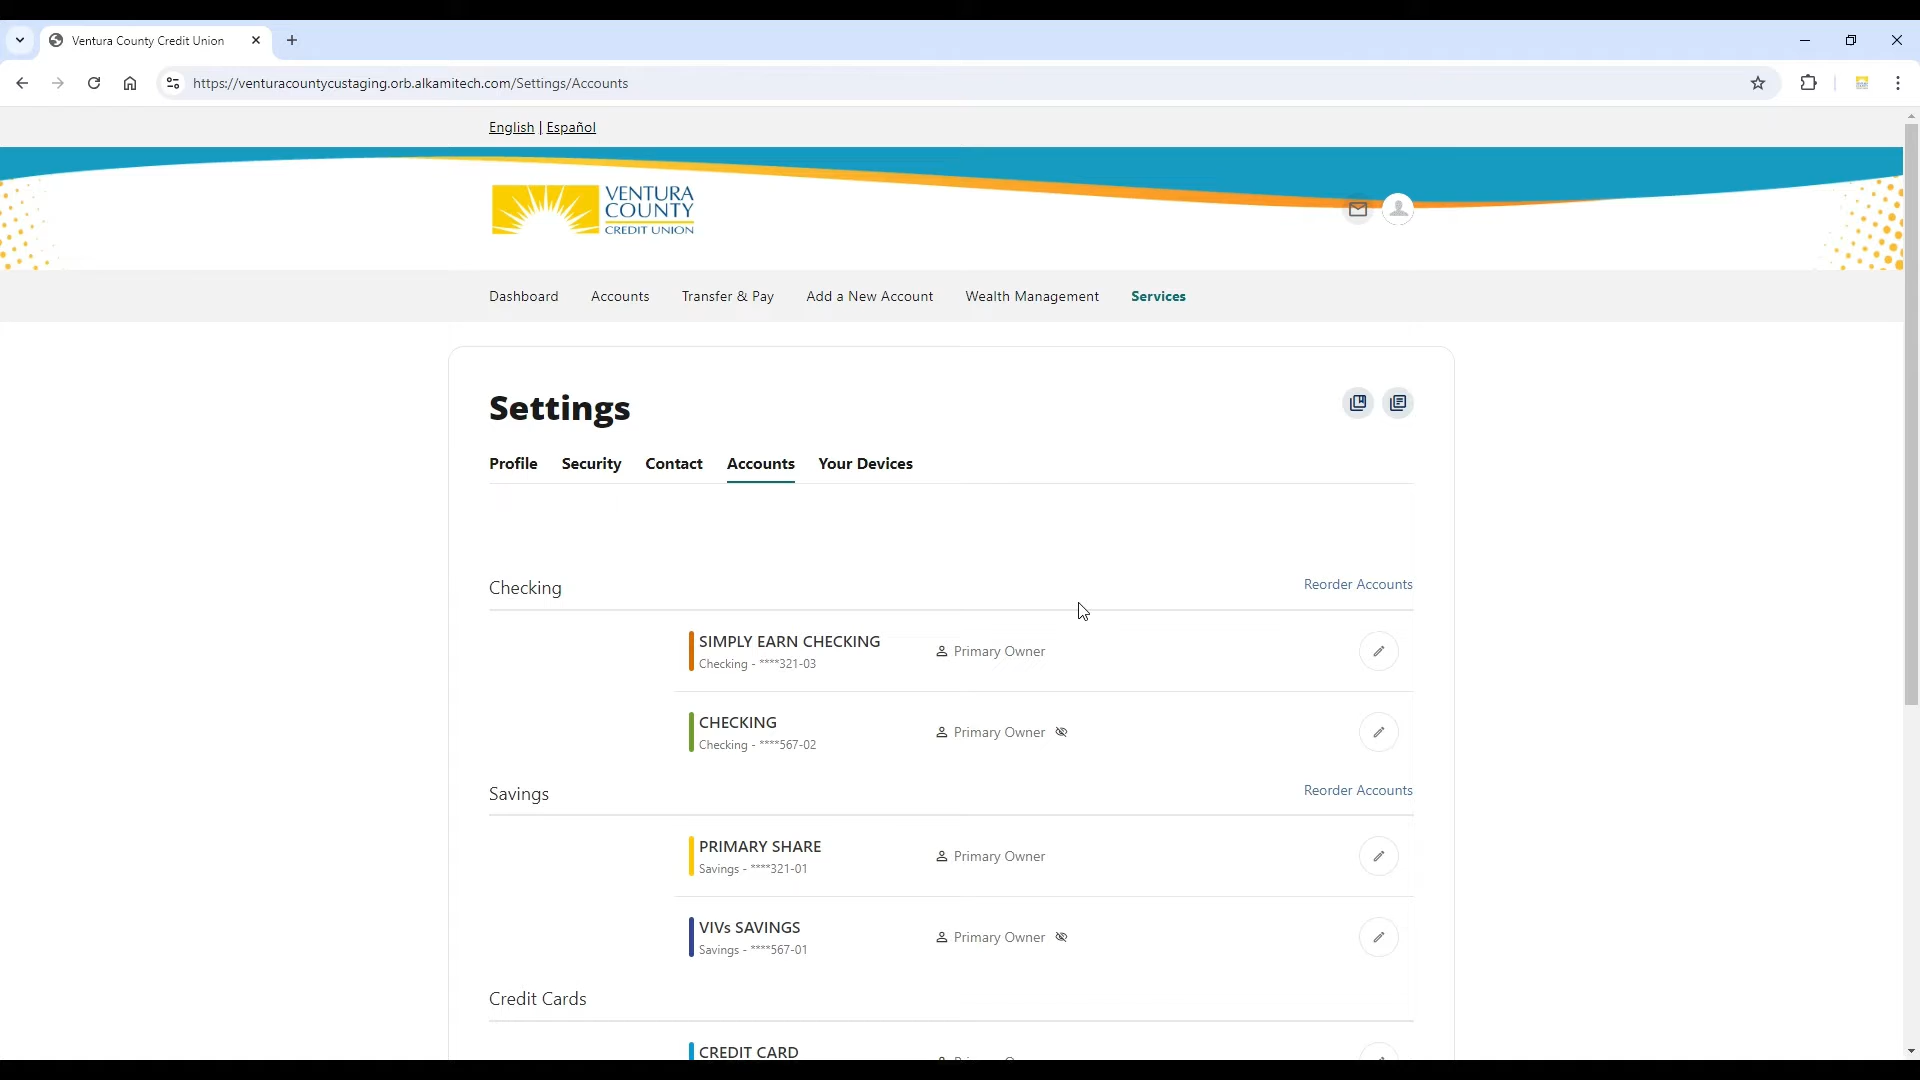 Ventura County Credit Union
https://venturacountycustaging.orb.alkamitech.com/Settings/Accounts
English | Español
VENTURA
COUNTY
CREDIT UNION
Dashboard Accounts Transfer & Pay Add a New Account Wealth Management Services
Settings
Profile Security Contact Accounts Your Devices
Checking Reorder Accounts
SIMPLY EARN CHECKING
Primary Owner
Checking - ****321-03
CHECKING
Primary Owner
Checking - ****567-02
Savings Reorder Accounts
PRIMARY SHARE
Primary Owner
Savings - ****321-01
VIVs SAVINGS
Primary Owner
Savings - ****567-01
Credit Cards
CREDIT CARD